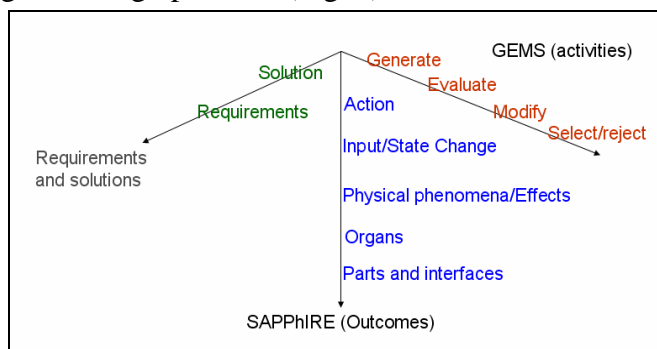 GEMS (activities)
Generate
Solution
Evaluate
Action
Requirements
Modify
Select/reject
Input/State Change
Requirements
and solutions
Physical phenomena/Effects
Organs
Parts and interfaces
SAPPhIRE (Outcomes)